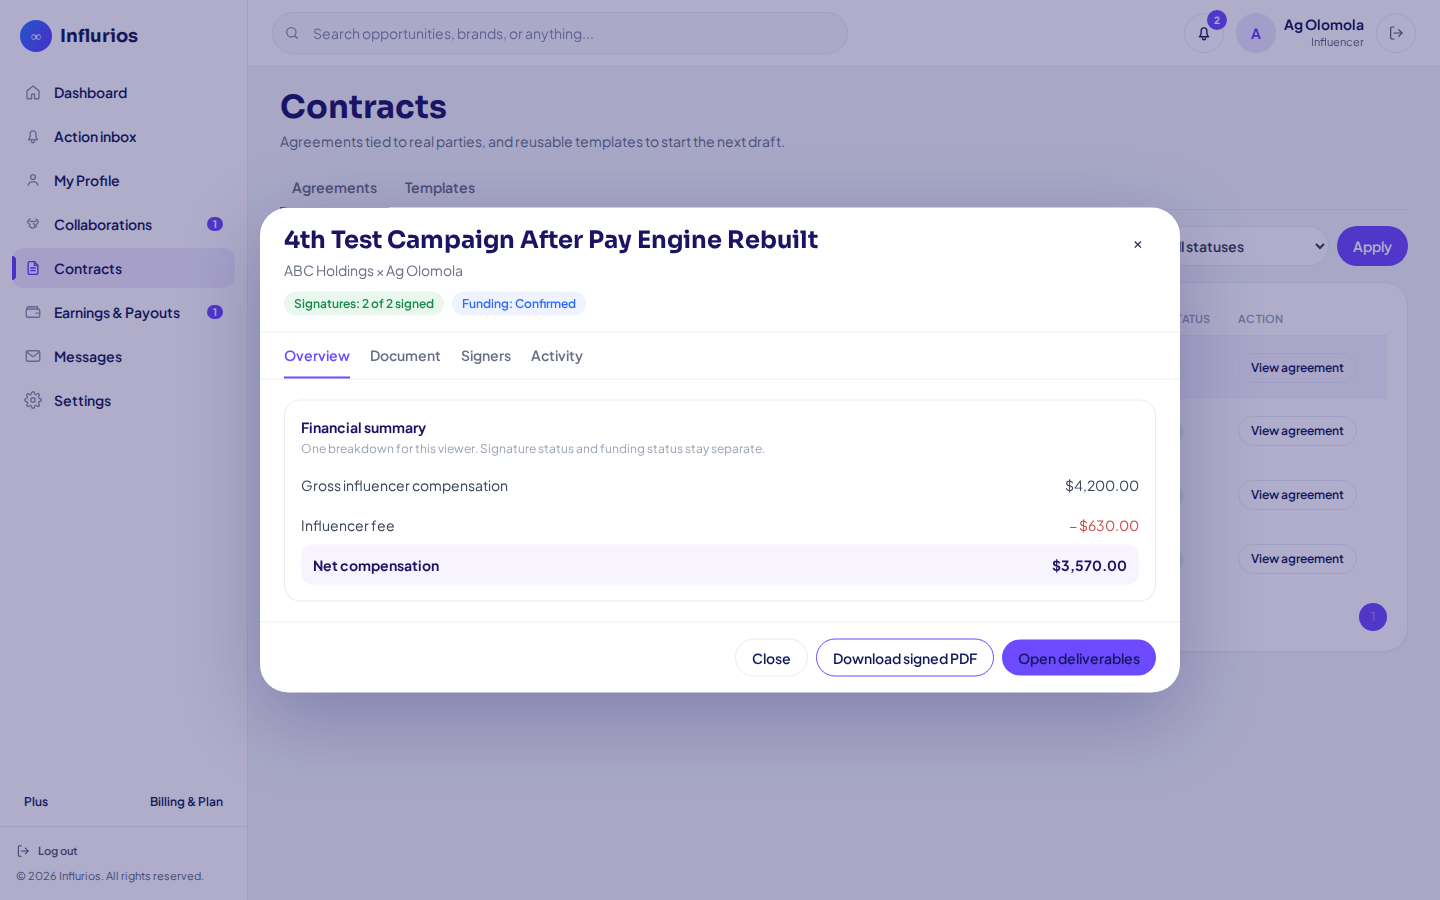 Influrios
Search opportunities, brands, or anything...
2
A
Ag Olomola
Influencer
Dashboard
Action inbox
My Profile
Collaborations 1
Contracts
Earnings & Payouts 1
Messages
Settings
Plus Billing & Plan
Log out
© 2026 Influrios. All rights reserved.
Contracts
Agreements tied to real parties, and reusable templates to start the next draft.
Agreements Templates
statuses
Apply
ACTION
View agreement
View agreement
View agreement
View agreement
1
4th Test Campaign After Pay Engine Rebuilt
×
ABC Holdings × Ag Olomola
Signatures: 2 of 2 signed Funding: Confirmed
Overview Document Signers Activity
Financial summary
One breakdown for this viewer. Signature status and funding status stay separate.
Gross influencer compensation $4,200.00
Influencer fee –$630.00
Net compensation $3,570.00
Close Download signed PDF Open deliverables